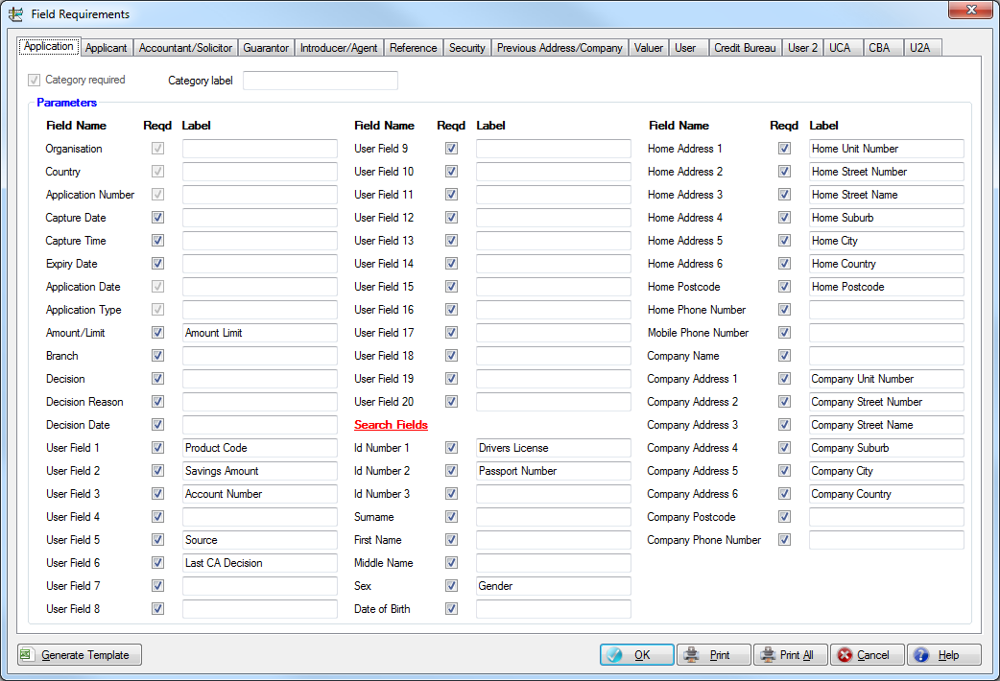 Field Requirements
Application Applicant Accountant/Solicitor Guarantor Introducer/Agent Reference Security Previous Address/Company Valuer User Credit Bureau User 2 UCA CBA U2A
Category required Category label
Parameters
Field Name Reqd Label Field Name Reqd Label Field Name Reqd Label
Organisation User Field 9 Home Address 1 Home Unit Number
Country User Field 10 Home Address 2 Home Street Number
Application Number User Field 11 Home Address 3 Home Street Name
Capture Date User Field 12 Home Address 4 Home Suburb
Capture Time User Field 13 Home Address 5 Home City
Expiry Date User Field 14 Home Address 6 Home Country
Application Date User Field 15 Home Postcode Home Postcode
Application Type User Field 16 Home Phone Number
Amount/Limit Amount Limit User Field 17 Mobile Phone Number
Branch User Field 18 Company Name
Decision User Field 19 Company Address 1 Company Unit Number
Decision Reason User Field 20 Company Address 2 Company Street Number
Decision Date Search Fields Company Address 3 Company Street Name
User Field 1 Product Code Id Number 1 Drivers License Company Address 4 Company Suburb
User Field 2 Savings Amount Id Number 2 Passport Number Company Address 5 Company City
User Field 3 Account Number Id Number 3 Company Address 6 Company Country
User Field 4 Surname Company Postcode
User Field 5 Source First Name Company Phone Number
User Field 6 Last CA Decision Middle Name
User Field 7 Sex Gender
User Field 8 Date of Birth
Generate Template OK Print Print All Cancel Help